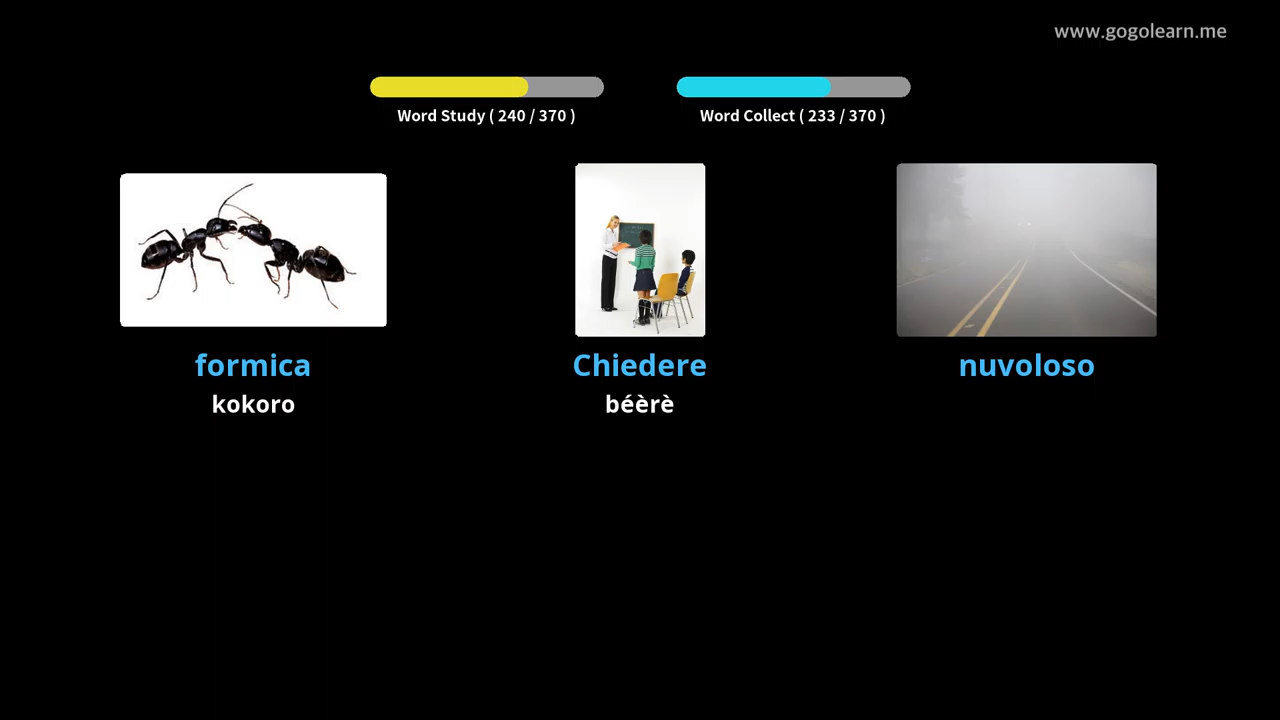 www.gogolearn.me
Word Study ( 240 / 370 )
Word Collect ( 233 / 370 )
formica
Chiedere
nuvoloso
kokoro
béèrè